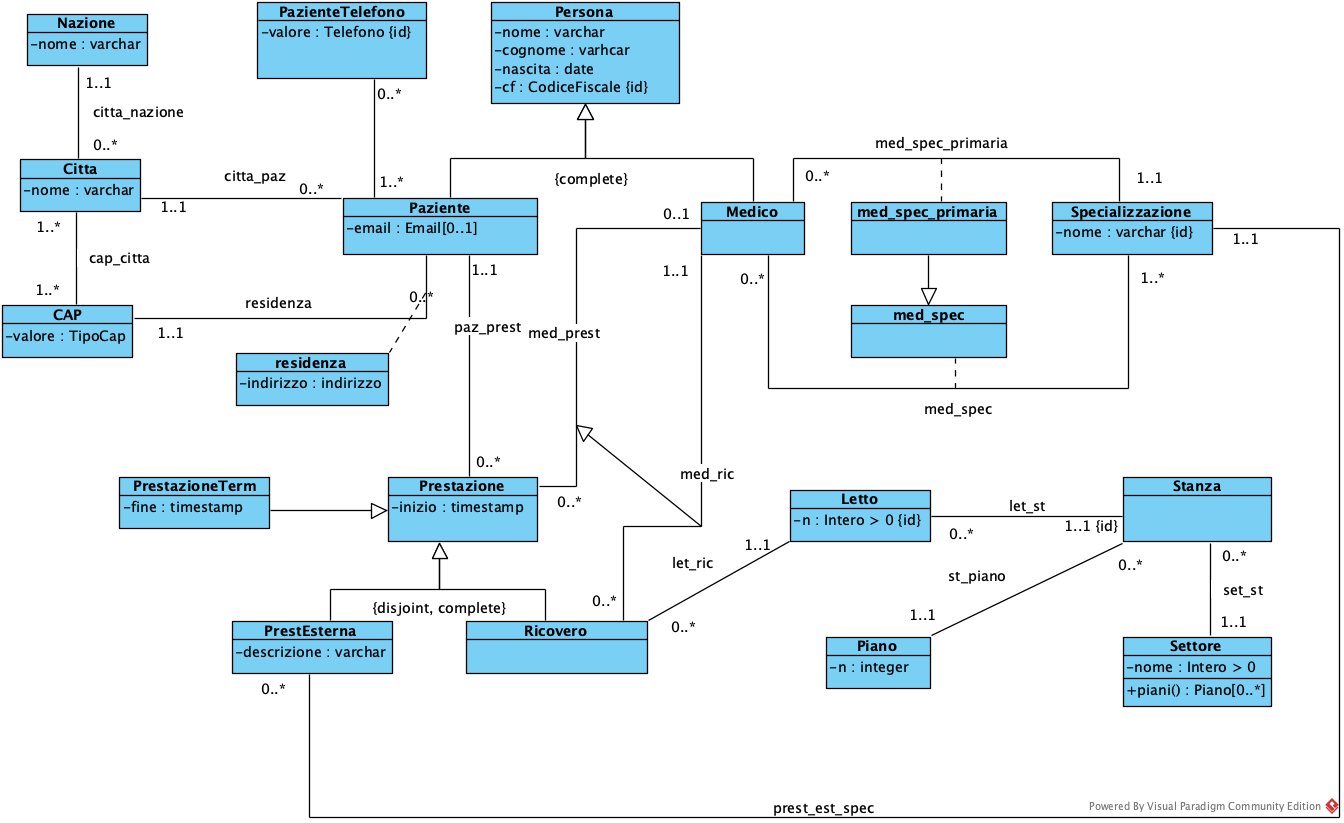 Nazione
-nome : varchar
PazienteTelefono
-valore : Telefono {id}
Persona
-nome : varchar
-cognome : varhcar
-nascita : date
-cf : CodiceFiscale {id}
1..1
citta_nazione
0..*
0..*
1..*
{complete}
med_spec_primaria
0..*
1..1
Citta
-nome : varchar
citta_paz
0..*
1..1
1..*
Paziente
-email : Email[0..1]
0..1
Medico
med_spec_primaria
Specializzazione
-nome : varchar {id}
1..1
cap_citta
1..*
1..1
1..1
0..*
1..*
0..*
residenza
1..1
CAP
-valore : TipoCap
paz_prest
med_prest
med_spec
residenza
-indirizzo : indirizzo
med_spec
0..*
med_ric
0..*
PrestazioneTerm
-fine : timestamp
Prestazione
-inizio : timestamp
Letto
-n : Intero > 0 {id}
let_st
0..*
1..1 {id}
Stanza
1..1
let_ric
0..*
0..*
st_piano
0..*
0..*
set_st
1..1
1..1
{disjoint, complete}
PrestEsterna
-descrizione : varchar
Ricovero
Piano
-n : integer
Settore
-nome : Intero > 0
+piani() : Piano[0..*]
0..*
prest_est_spec
Powered By Visual Paradigm Community Edition